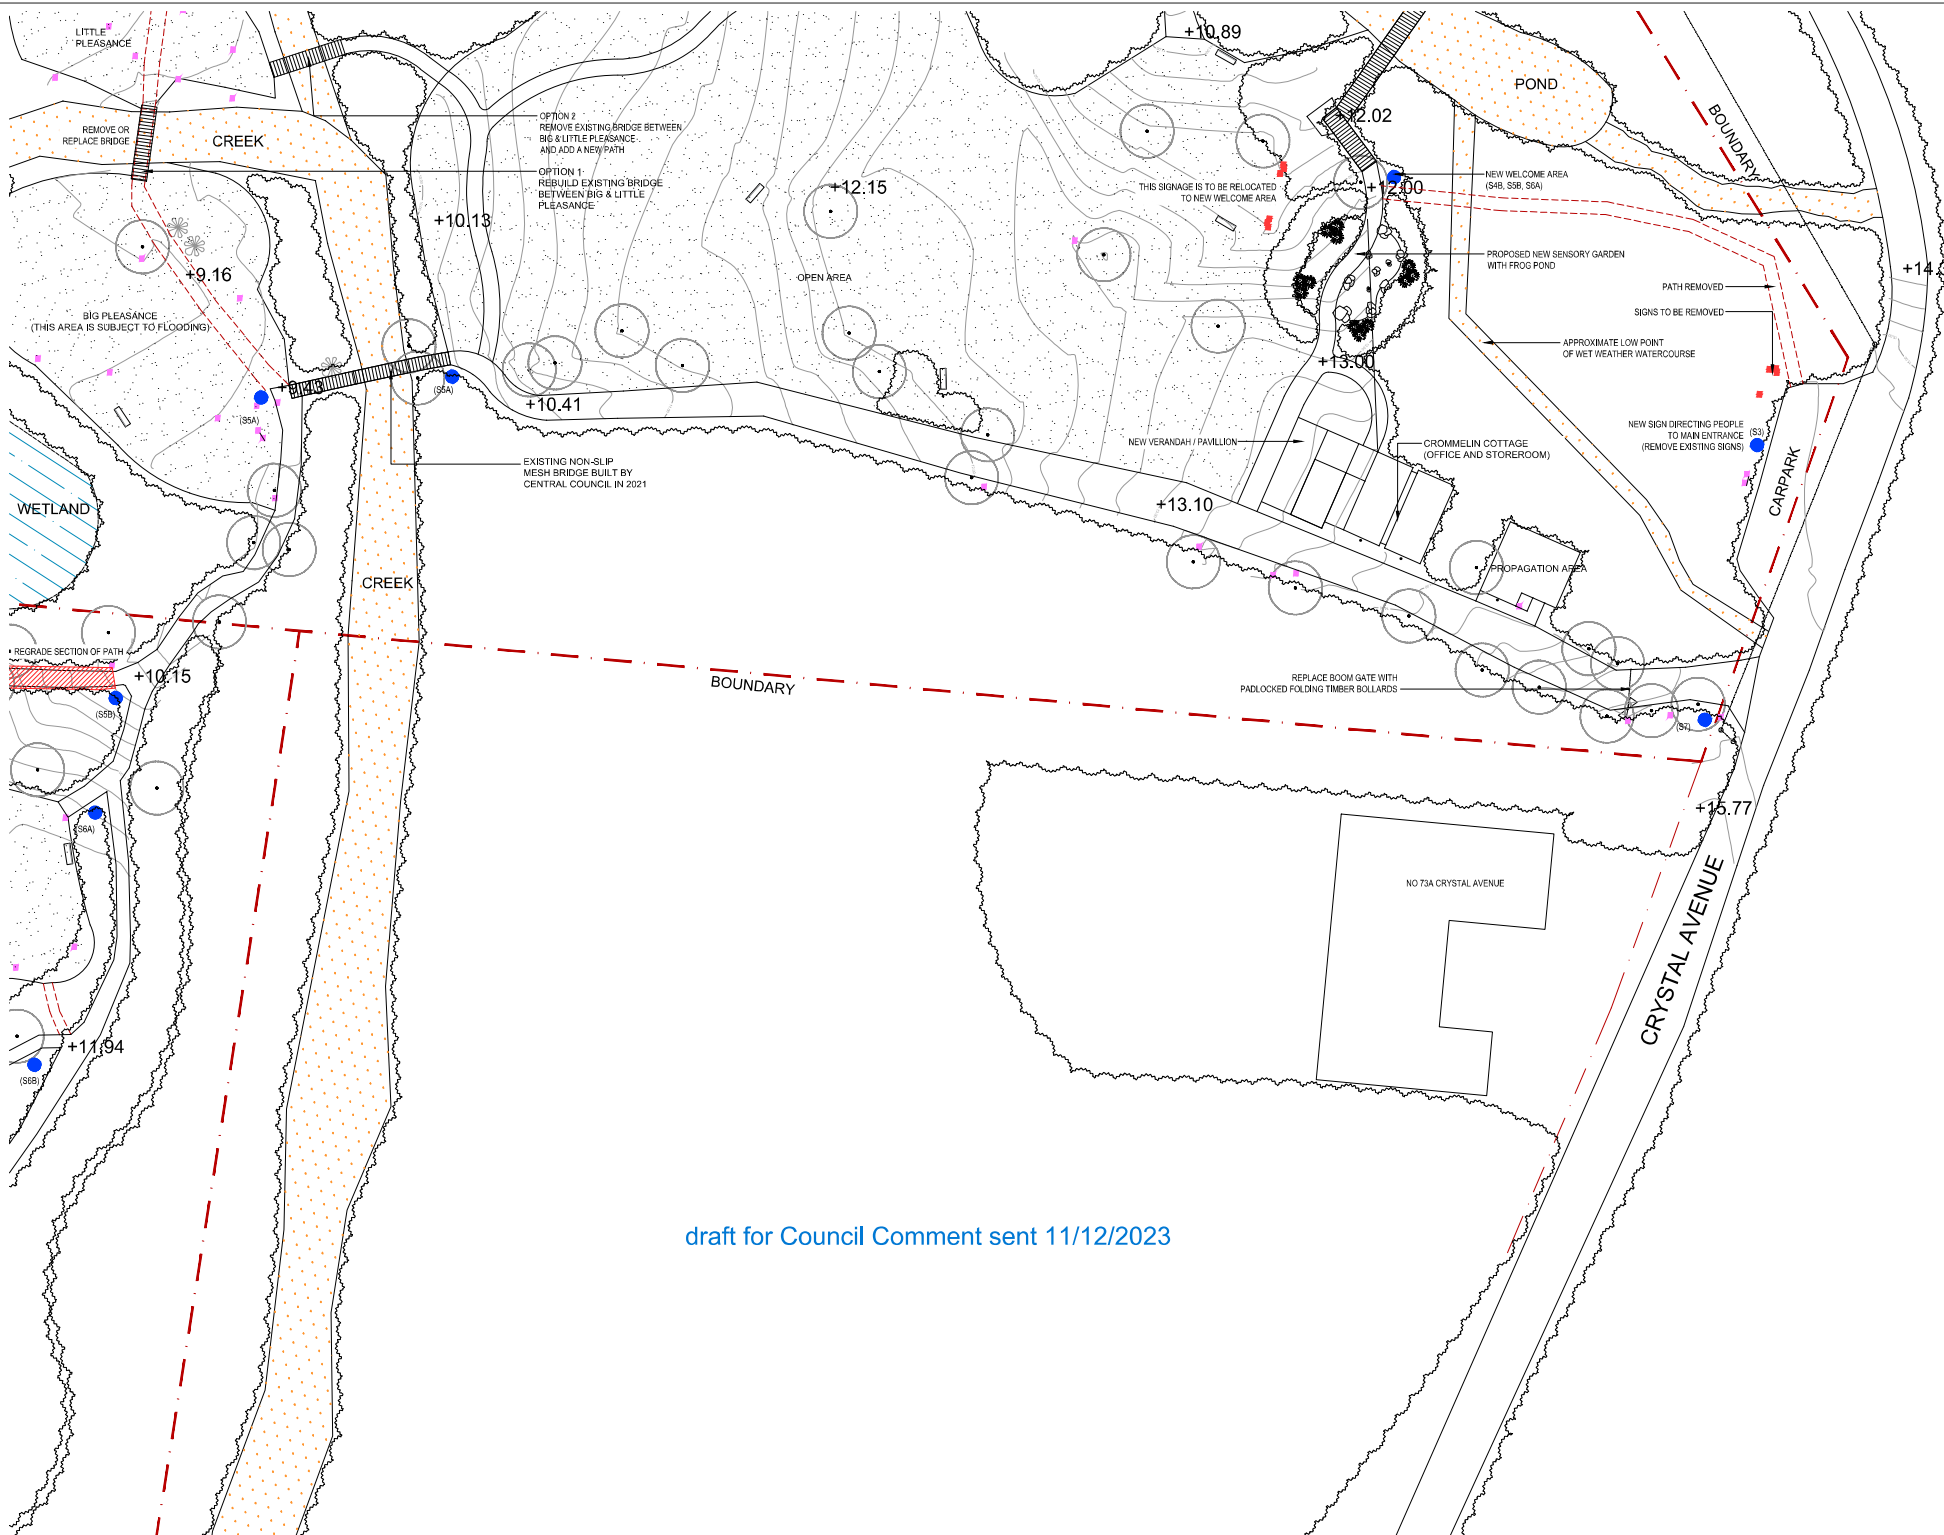 LITTLE
PLEASANCE
+10.89
POND
BOUNDARY
REMOVE OR
REPLACE BRIDGE
CREEK
OPTION 2
REMOVE EXISTING BRIDGE BETWEEN
BIG & LITTLE PLEASANCE
AND ADD A NEW PATH
+12.02
OPTION 1
REBUILD EXISTING BRIDGE
BETWEEN BIG & LITTLE
PLEASANCE
+12.15
THIS SIGNAGE IS TO BE RELOCATED
TO NEW WELCOME AREA
+12.00
NEW WELCOME AREA
(S4B, S5B, S6A)
+10.13
+9.16
OPEN AREA
PROPOSED NEW SENSORY GARDEN
WITH FROG POND
+14.
PATH REMOVED
SIGNS TO BE REMOVED
BIG PLEASANCE
(THIS AREA IS SUBJECT TO FLOODING)
APPROXIMATE LOW POINT
OF WET WEATHER WATERCOURSE
+13.00
+9.43
(S5A)
(S5A)
+10.41
NEW SIGN DIRECTING PEOPLE
TO MAIN ENTRANCE
(REMOVE EXISTING SIGNS)
(S3)
NEW VERANDAH / PAVILLION
CROMMELIN COTTAGE
(OFFICE AND STOREROOM)
CARPARK
EXISTING NON-SLIP
MESH BRIDGE BUILT BY
CENTRAL COUNCIL IN 2021
WETLAND
+13.10
CREEK
PROPAGATION AREA
REGRADE SECTION OF PATH
+10.15
BOUNDARY
REPLACE BOOM GATE WITH
PADLOCKED FOLDING TIMBER BOLLARDS
(S5B)
(S7)
+15.77
(S6A)
NO 73A CRYSTAL AVENUE
CRYSTAL AVENUE
+11.94
(S6B)
draft for Council Comment sent 11/12/2023